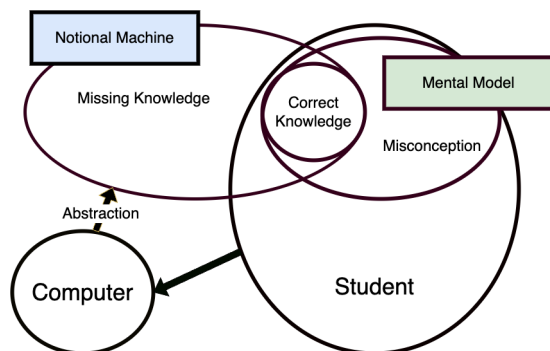 Notional Machine
Missing Knowledge
Correct
Knowledge
Mental Model
Misconception
Abstraction
Computer
Student